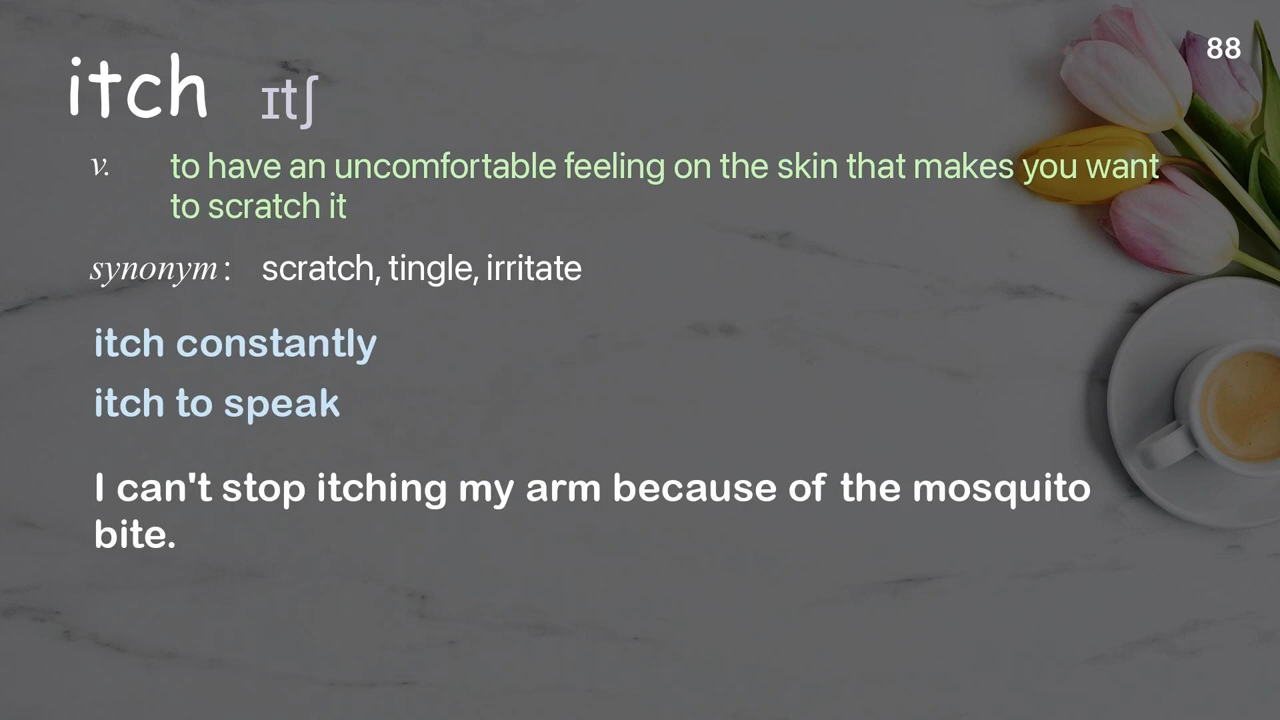 88
itch ɪtʃ
v. to have an uncomfortable feeling on the skin that makes you want
to scratch it
synonym: scratch, tingle, irritate
itch constantly
itch to speak
I can't stop itching my arm because of the mosquito
bite.